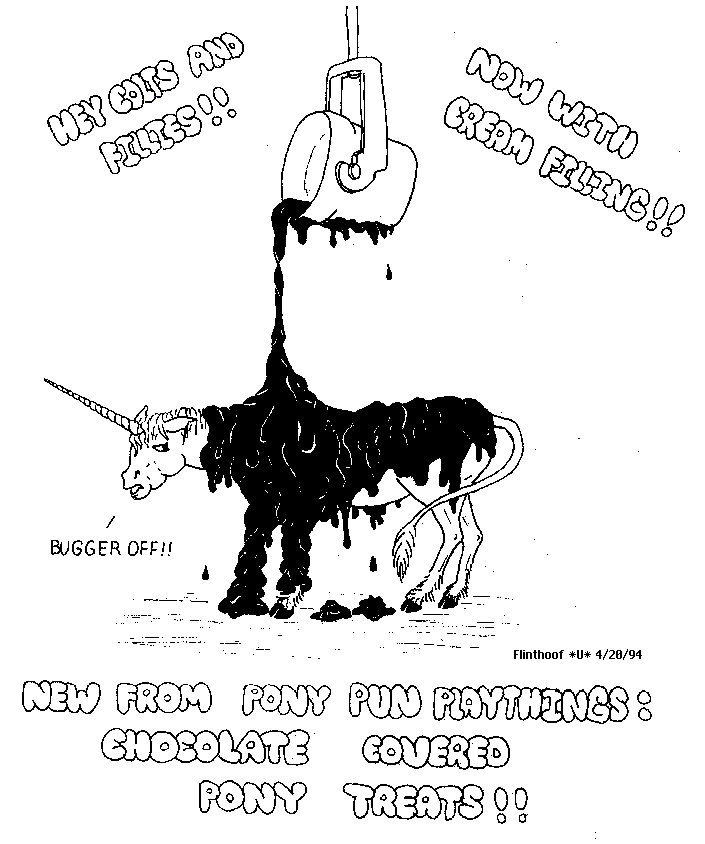 HEY COLTS AND
FILLIES!!
NOW WITH
CREAM FILLING!!
BUGGER OFF!!
Flinthoof *U* 4/20/94
NEW FROM PONY PUN PLAYTHINGS:
CHOCOLATE COVERED
PONY TREATS!!